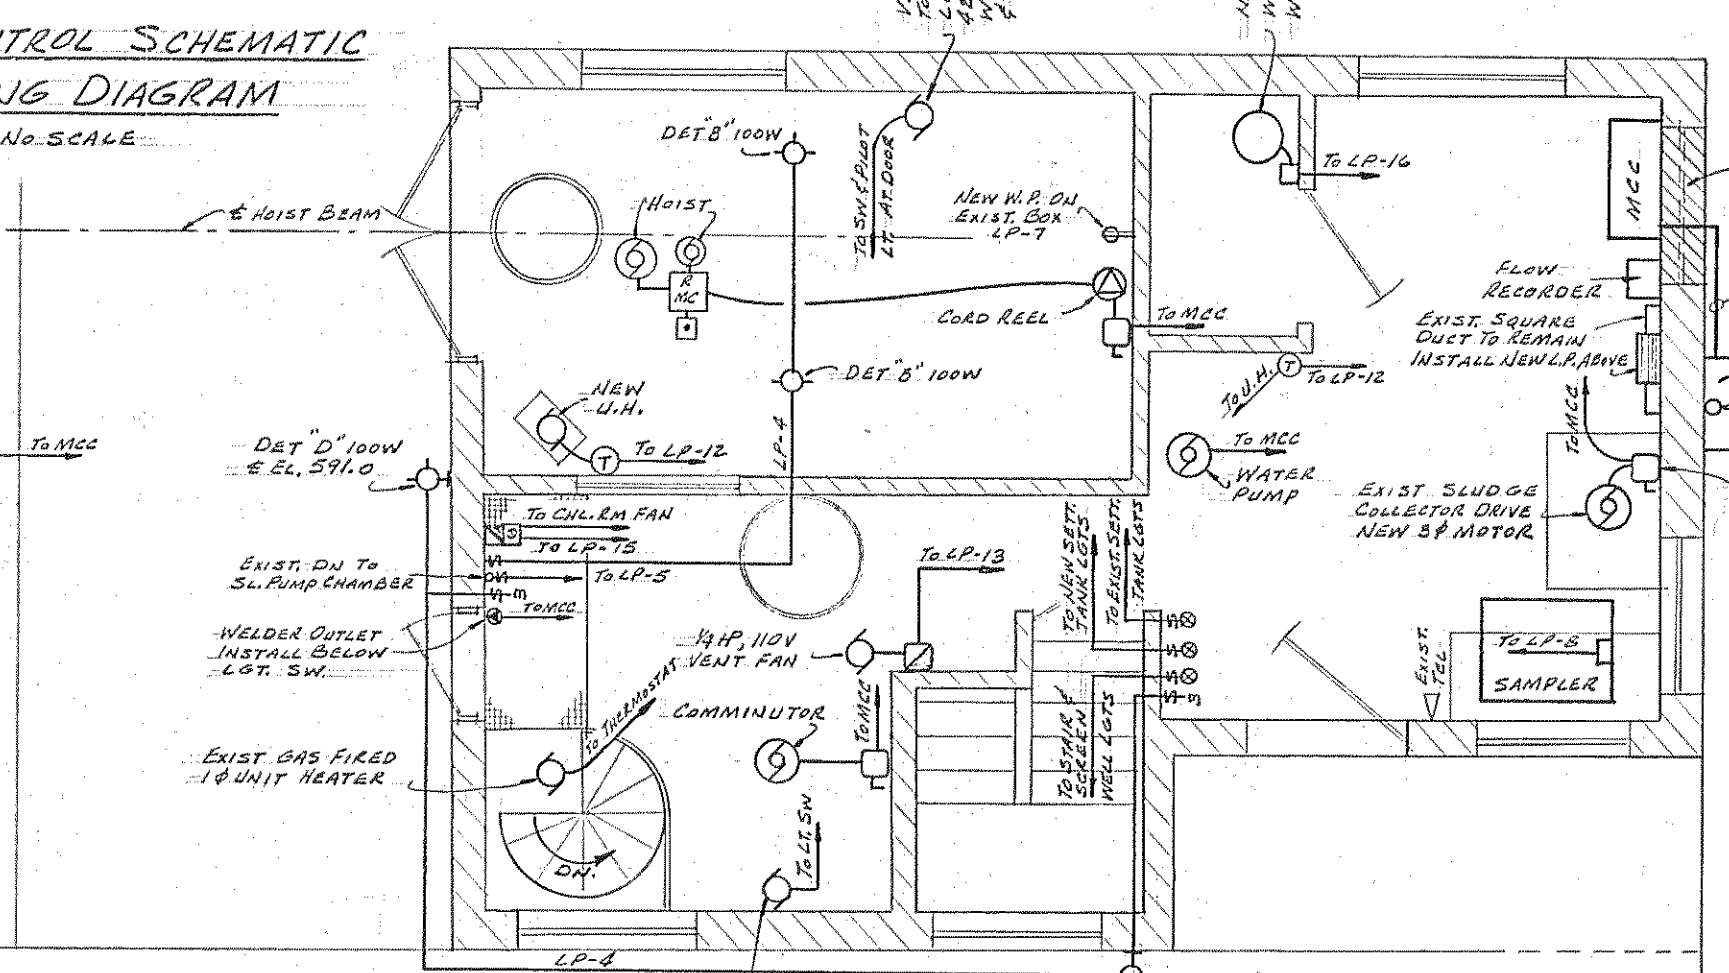 TROL SCHEMATIC
NG DIAGRAM
NO SCALE
℄ HOIST BEAM
DET "B" 100W
HOIST
R
MC
TO SW. & PILOT
LT. AT DOOR
NEW W.P. ON
EXIST. BOX
LP-7
CORD REEL
TO MCC
TO LP-16
MCC
FLOW
RECORDER
EXIST. SQUARE
DUCT TO REMAIN
INSTALL NEW L.P. ABOVE
DET "B" 100W
LP-4
NEW
U.H.
T
TO LP-12
T
TO LP-12
TO U.H.
TO MCC
WATER
PUMP
TO MCC
EXIST SLUDGE
COLLECTOR DRIVE
NEW 3φ MOTOR
TO MCC
DET "D" 100W
℄ EL. 591.0
TO CHL. RM FAN
TO LP-15
EXIST. DN TO
SL. PUMP CHAMBER
TO LP-5
TO MCC
WELDER OUTLET
INSTALL BELOW
LGT. SW.
TO LP-13
¼ HP, 110V
VENT FAN
TO NEW SETT.
TANK LGTS
TO EXIST. SETT.
TANK LGTS
TO THERMOSTAT
COMMINUTOR
TO MCC
TO STAIR &
SCREEN
WELL LGTS
EXIST.
TEL
TO LP-8
SAMPLER
EXIST GAS FIRED
1φ UNIT HEATER
DN.
TO LT. SW
LP-4